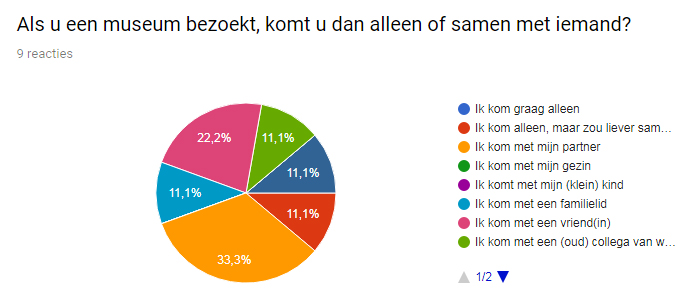 Als u een museum bezoekt, komt u dan alleen of samen met iemand?
9 reacties
22,2%
11,1%
11,1%
11,1%
11,1%
33,3%
Ik kom graag alleen
Ik kom alleen, maar zou liever sam…
Ik kom met mijn partner
Ik kom met mijn gezin
Ik komt met mijn (klein) kind
Ik kom met een familielid
Ik kom met een vriend(in)
Ik kom met een (oud) collega van w…
1/2